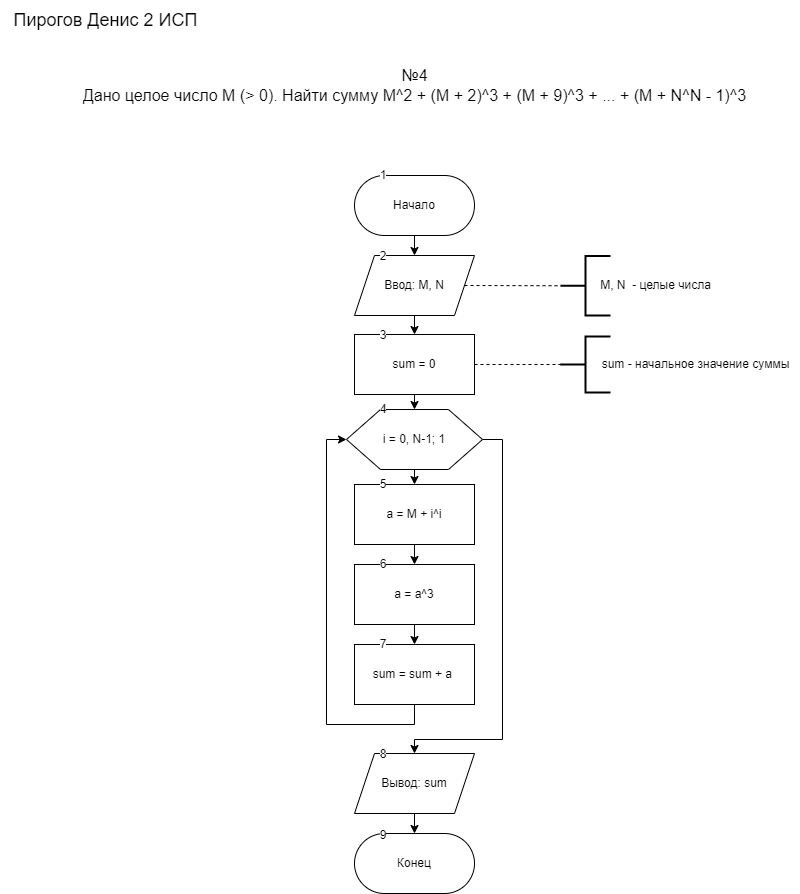 Пирогов Денис 2 ИСП
№4
Дано целое число M (> 0). Найти сумму M^2 + (M + 2)^3 + (M + 9)^3 + ... + (M + N^N - 1)^3
1
Начало
2
Ввод: M, N
M, N - целые числа
3
sum = 0
sum - начальное значение суммы
4
i = 0, N-1; 1
5
a = M + i^i
6
a = a^3
7
sum = sum + a
8
Вывод: sum
9
Конец